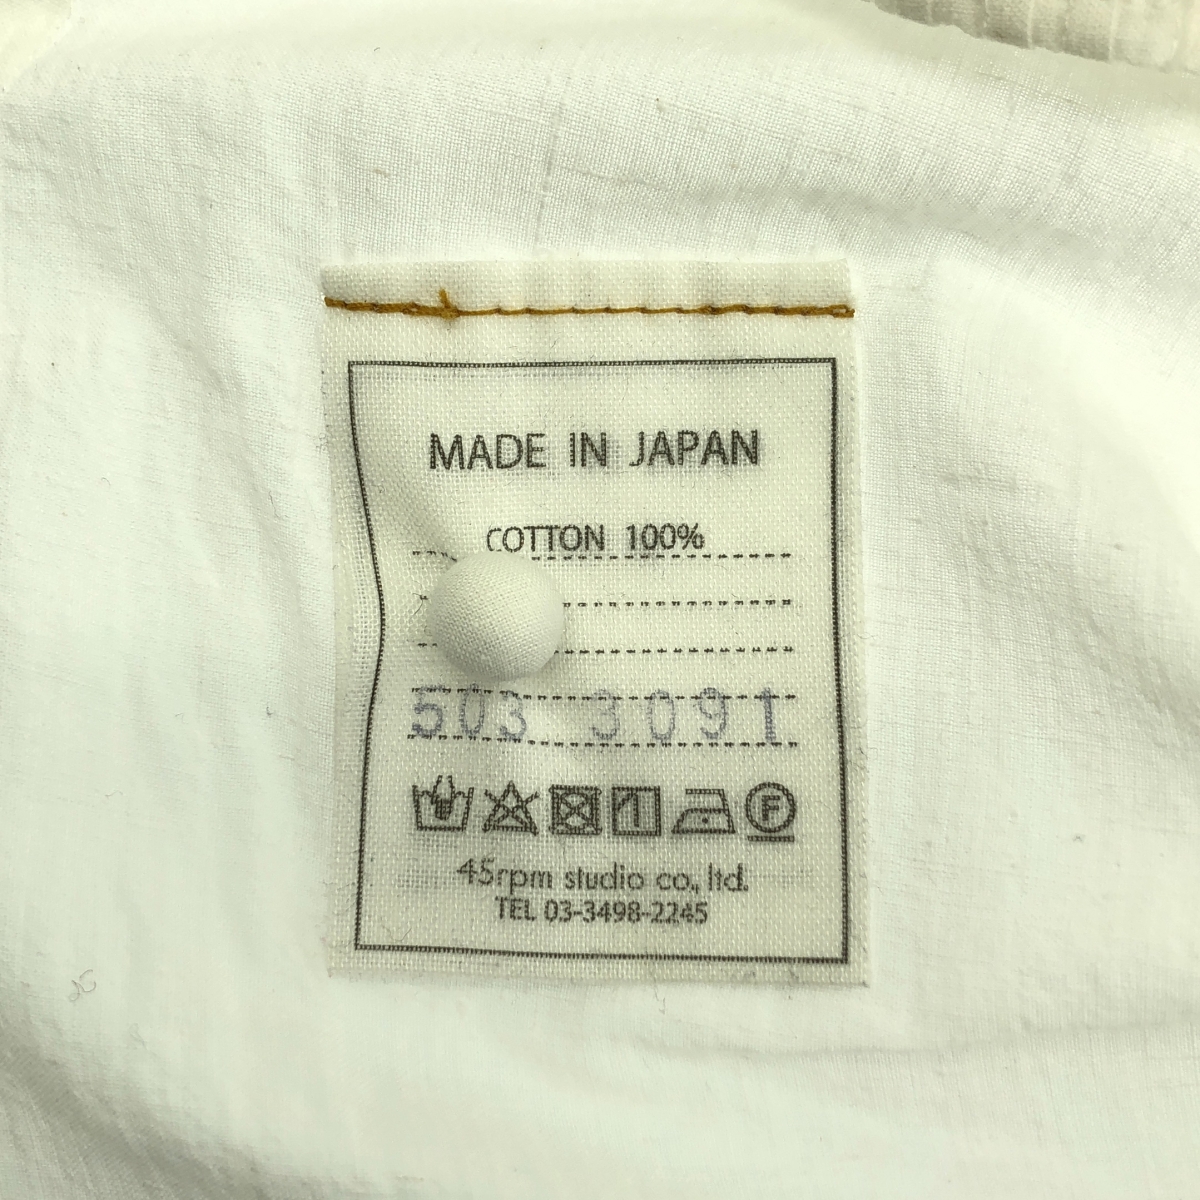 MADE IN JAPAN
COTTON 100%
503 3091
F
45rpm studio co., ltd.
TEL 03-3498-2245